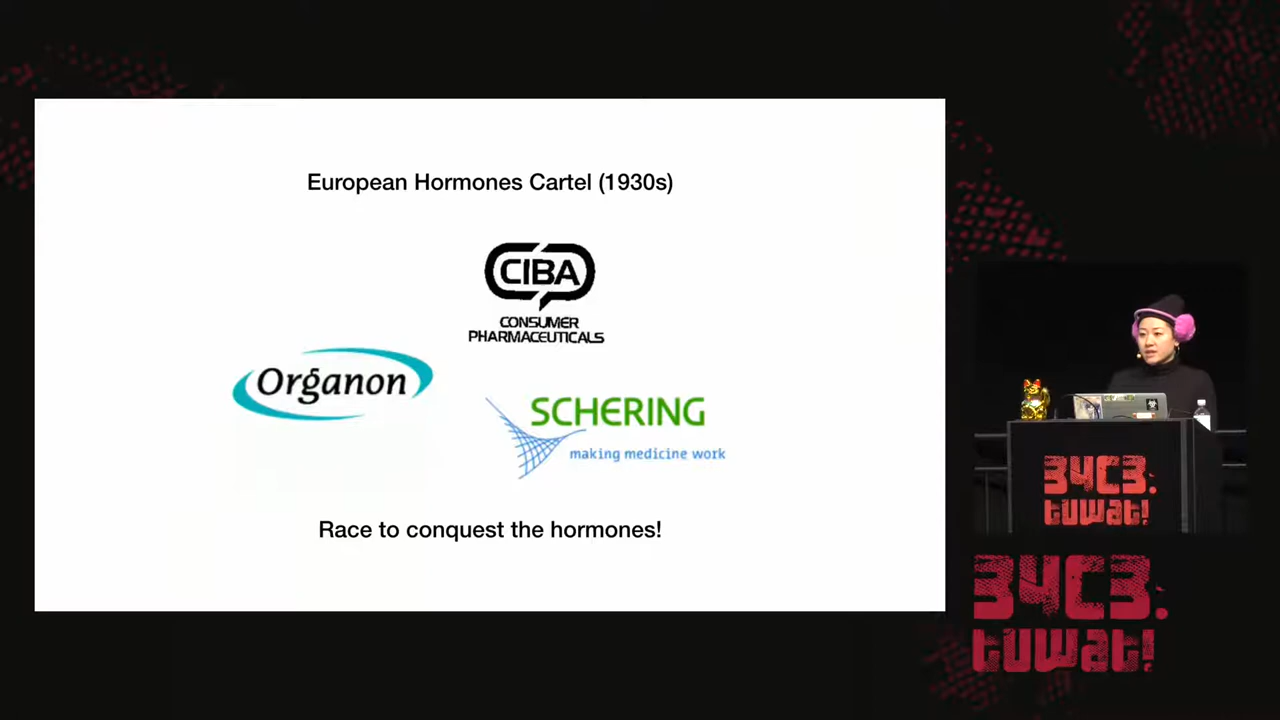 European Hormones Cartel (1930s)
CIBA
CONSUMER
PHARMACEUTICALS
Organon
SCHERING
making medicine work
Race to conquest the hormones!
34C3:
tuwat!
34C3:
tuwat!